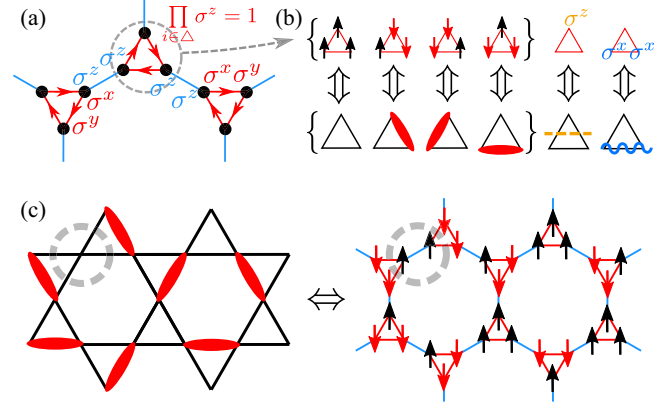 (a)
∏ σ^z = 1
i∈△
σ^z
σ^z σ^z
σ^z σ^z
σ^x σ^x σ^y
σ^y
(b)
{ } σ^z
σ^x σ^x
⇕ ⇕ ⇕ ⇕ ⇕ ⇕
{ }
(c)
⇔